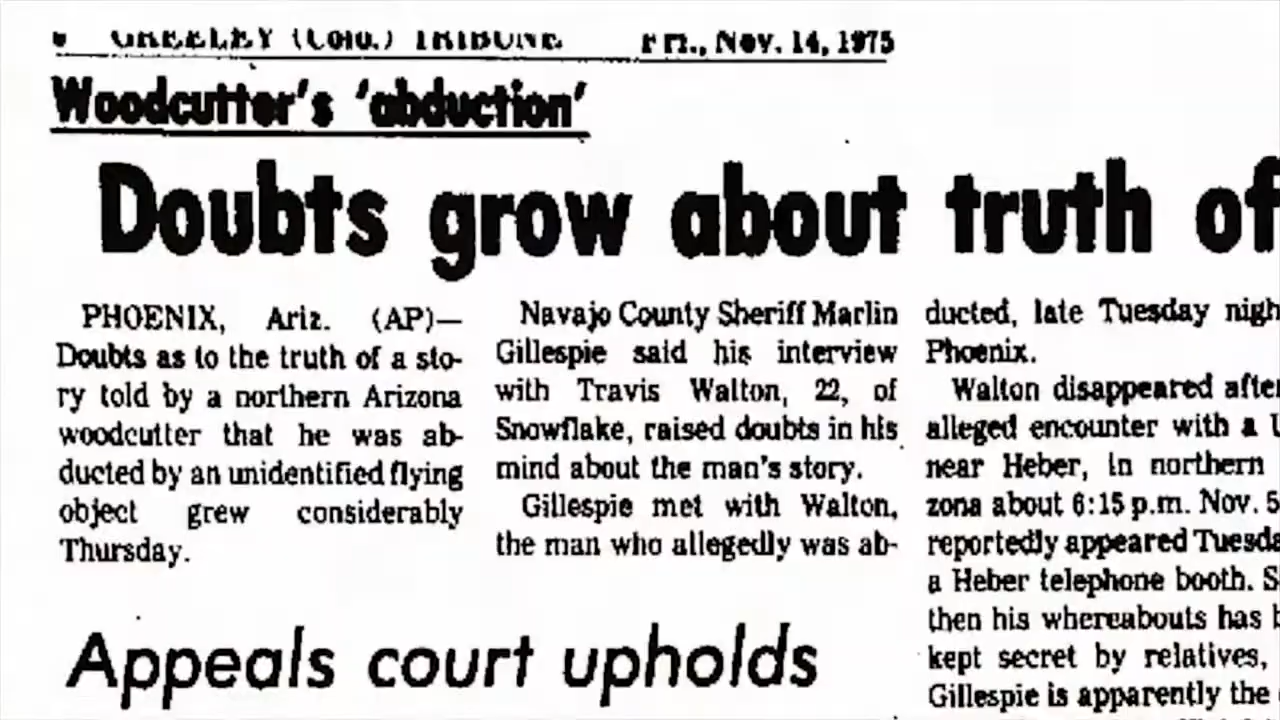 GREELEY (Colo.) TRIBUNE Fri., Nov. 14, 1975
Woodcutter's 'abduction'
Doubts grow about truth of
PHOENIX, Ariz. (AP)—
Doubts as to the truth of a sto-
ry told by a northern Arizona
woodcutter that he was ab-
ducted by an unidentified flying
object grew considerably
Thursday.
Navajo County Sheriff Marlin
Gillespie said his interview
with Travis Walton, 22, of
Snowflake, raised doubts in his
mind about the man's story.
Gillespie met with Walton,
the man who allegedly was ab-
ducted, late Tuesday nigh
Phoenix.
Walton disappeared after
alleged encounter with a U
near Heber, in northern
zona about 6:15 p.m. Nov. 5
reportedly appeared Tuesda
a Heber telephone booth. S
then his whereabouts has b
kept secret by relatives,
Gillespie is apparently the
Appeals court upholds